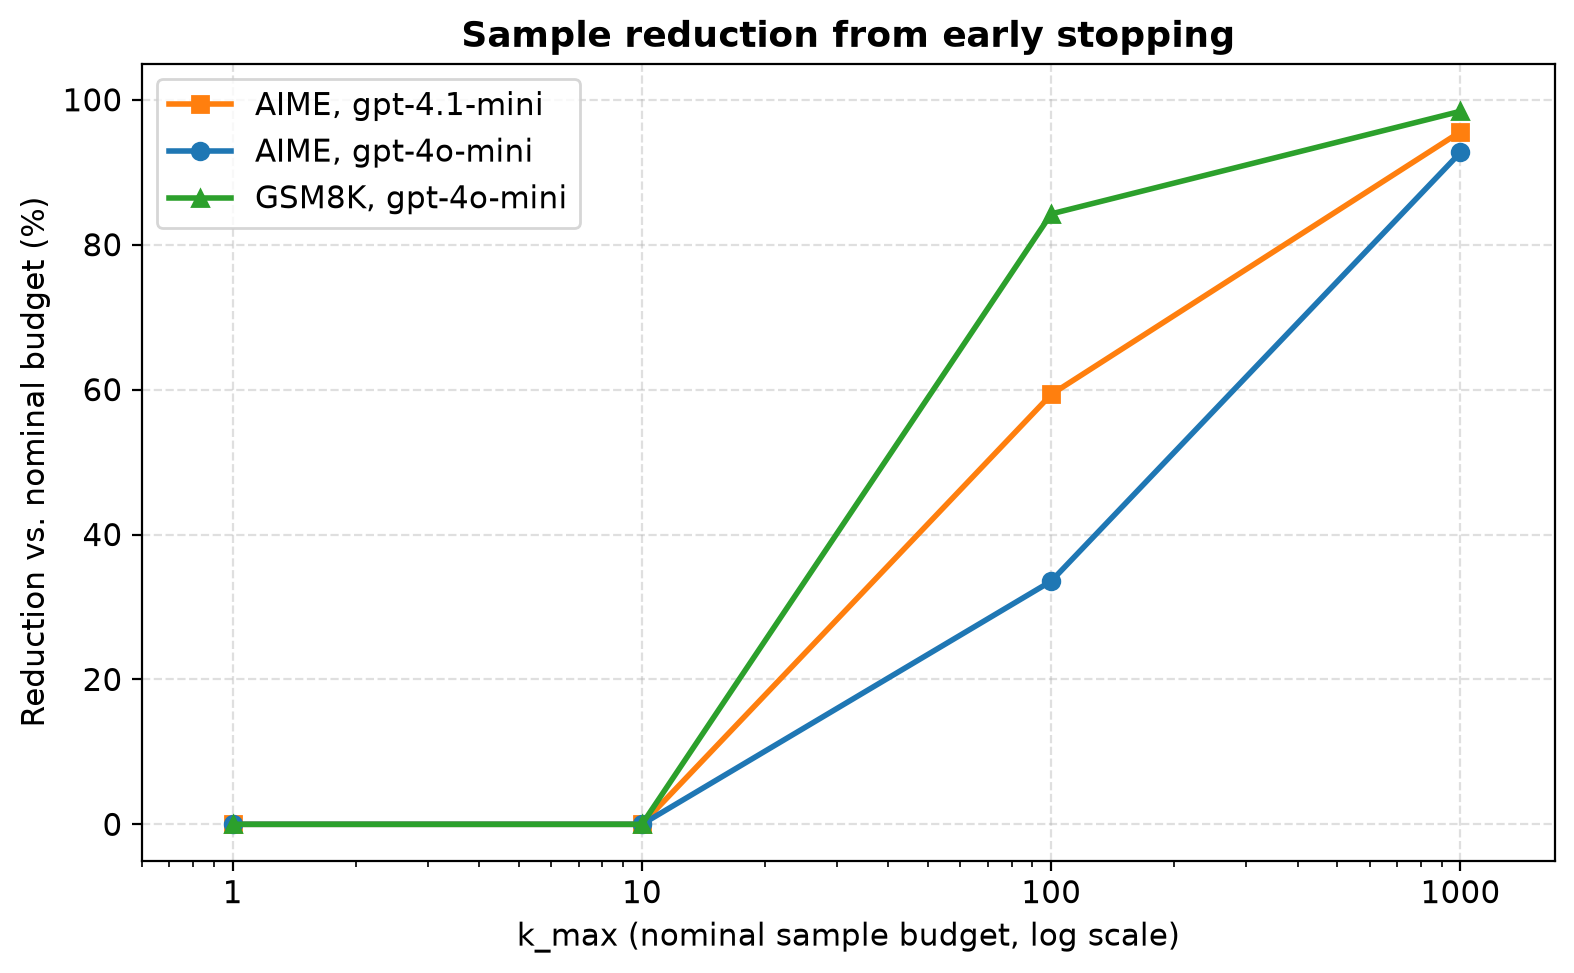 Sample reduction from early stopping
AIME, gpt-4.1-mini
AIME, gpt-4o-mini
GSM8K, gpt-4o-mini
Reduction vs. nominal budget (%)
100
80
60
40
20
0
1 10 100 1000
k_max (nominal sample budget, log scale)